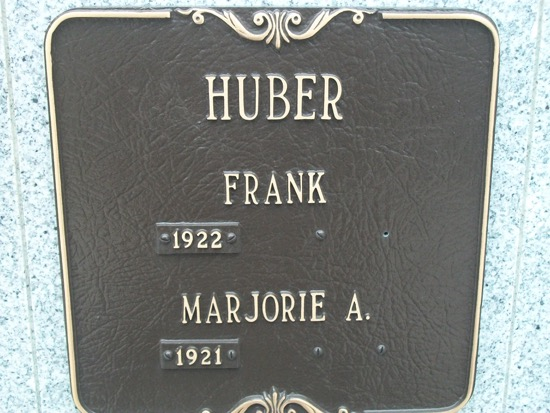 HUBER
FRANK
1922
MARJORIE A.
1921